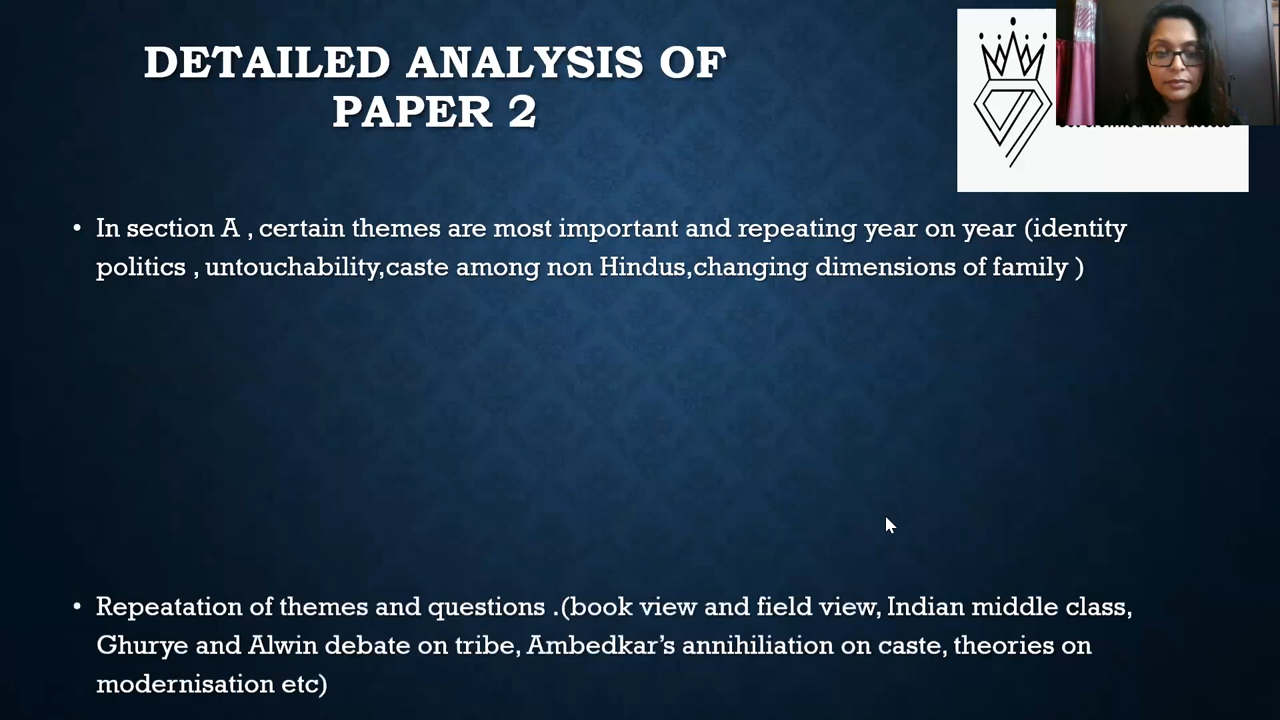 DETAILED ANALYSIS OF
PAPER 2
• In section A , certain themes are most important and repeating year on year (identity
politics , untouchability,caste among non Hindus,changing dimensions of family )
• Repeatation of themes and questions .(book view and field view, Indian middle class,
Ghurye and Alwin debate on tribe, Ambedkar's annihiliation on caste, theories on
modernisation etc)